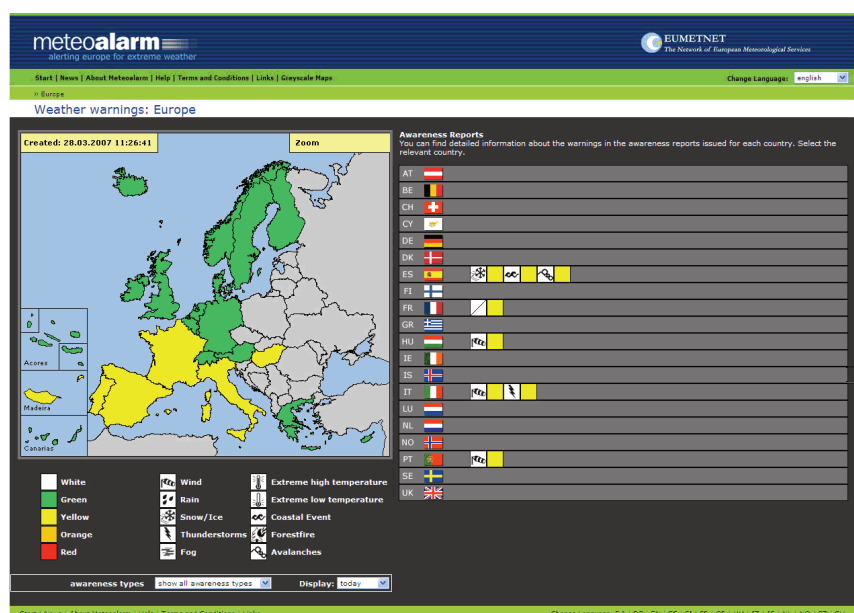 meteoalarm
alerting europe for extreme weather
EUMETNET
The Network of European Meteorological Services
Start | News | About Meteoalarm | Help | Terms and Conditions | Links | Greyscale Maps
Change Language: english
» Europe
Weather warnings: Europe
Created: 28.03.2007 11:26:41
Zoom
Acores
Madeira
Canarias
Awareness Reports
You can find detailed information about the warnings in the awareness reports issued for each country. Select the
relevant country.
AT
BE
CH
CY
DE
DK
ES
FI
FR
GR
HU
IE
IS
IT
LU
NL
NO
PT
SE
UK
White
Wind
Extreme high temperature
Green
Rain
Extreme low temperature
Yellow
Snow/Ice
Coastal Event
Orange
Thunderstorms
Forestfire
Red
Fog
Avalanches
awareness types show all awareness types Display: today